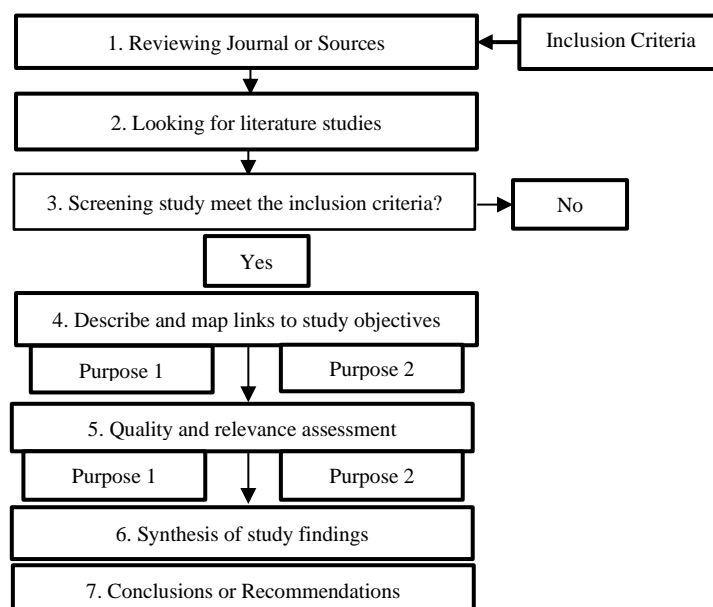 1. Reviewing Journal or Sources
Inclusion Criteria
2. Looking for literature studies
3. Screening study meet the inclusion criteria?
No
Yes
4. Describe and map links to study objectives
Purpose 1
Purpose 2
5. Quality and relevance assessment
Purpose 1
Purpose 2
6. Synthesis of study findings
7. Conclusions or Recommendations